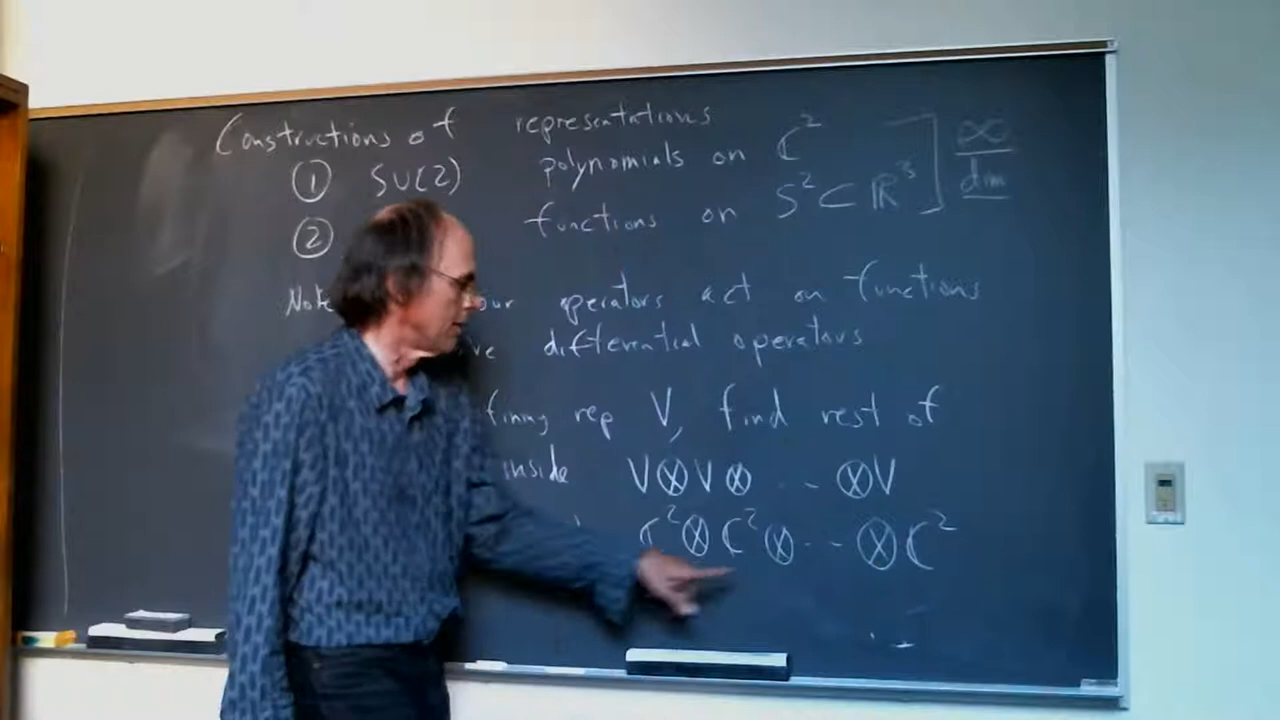 Constructions of representations
① SU(2) polynomials on ℂ² ] ∞ dim
② functions on S² ⊂ ℝ³
Note our operators act on functions
differential operators
rep V, find rest of
inside V⊗V⊗ ... ⊗V
ℂ²⊗ℂ²⊗ ... ⊗ℂ²